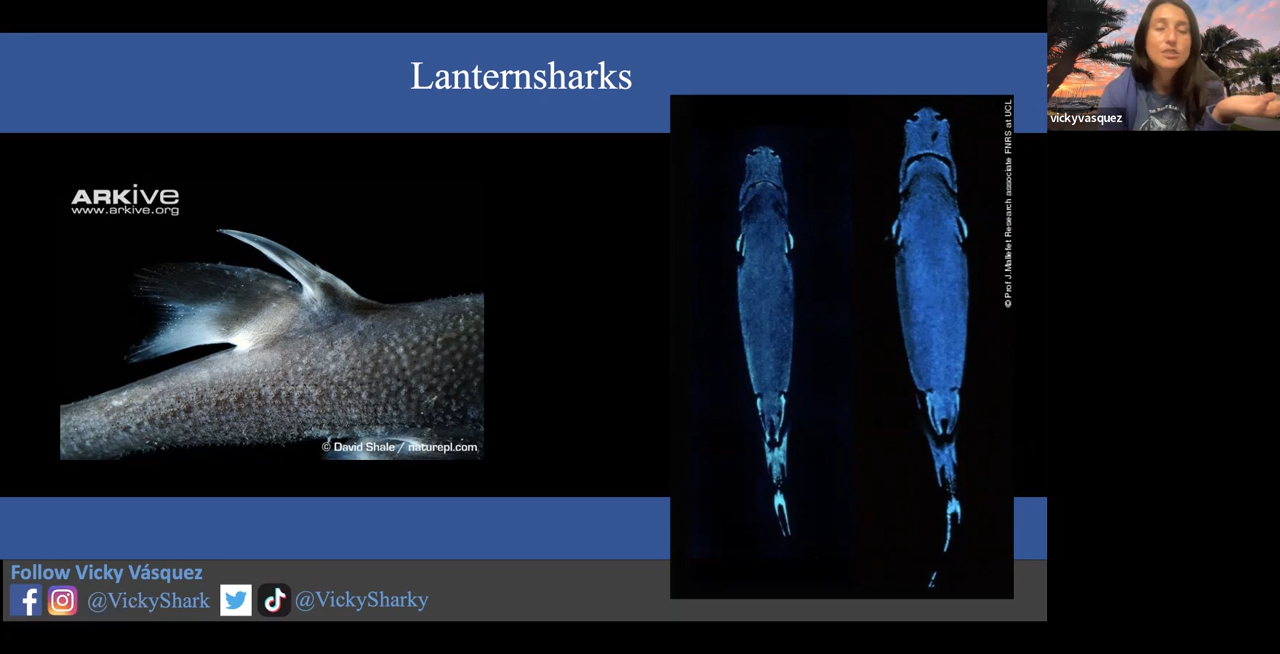 Lanternsharks
ARKive
www.arkive.org
© David Shale / naturepl.com
© Prof J.Mallefet Research associate FNRS at UCL
vickyvasquez
Follow Vicky Vásquez
@VickyShark
@VickySharky